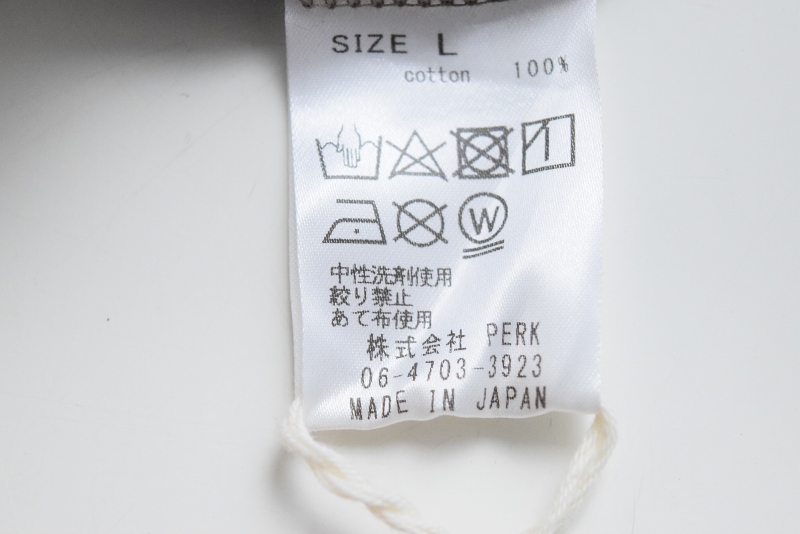 SIZE L
cotton 100%
W
中性洗剤使用
絞り禁止
あて布使用
株式会社 PERK
06-4703-3923
MADE IN JAPAN